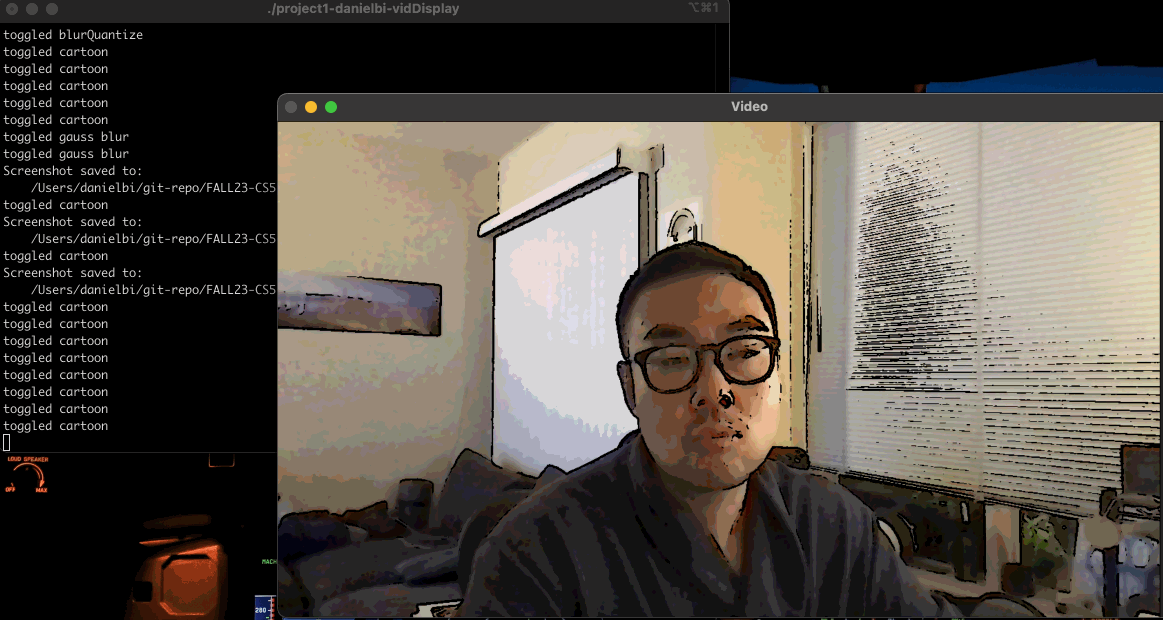 ./project1-danielbi-vidDisplay
⌥⌘1
toggled blurQuantize
toggled cartoon
toggled cartoon
toggled cartoon
toggled cartoon
toggled cartoon
toggled gauss blur
toggled gauss blur
Screenshot saved to:
/Users/danielbi/git-repo/FALL23-CS5
toggled cartoon
Screenshot saved to:
/Users/danielbi/git-repo/FALL23-CS5
toggled cartoon
Screenshot saved to:
/Users/danielbi/git-repo/FALL23-CS5
toggled cartoon
toggled cartoon
toggled cartoon
toggled cartoon
toggled cartoon
toggled cartoon
toggled cartoon
toggled cartoon
Video
LOUD SPEAKER
OFF MAX
MACH
280